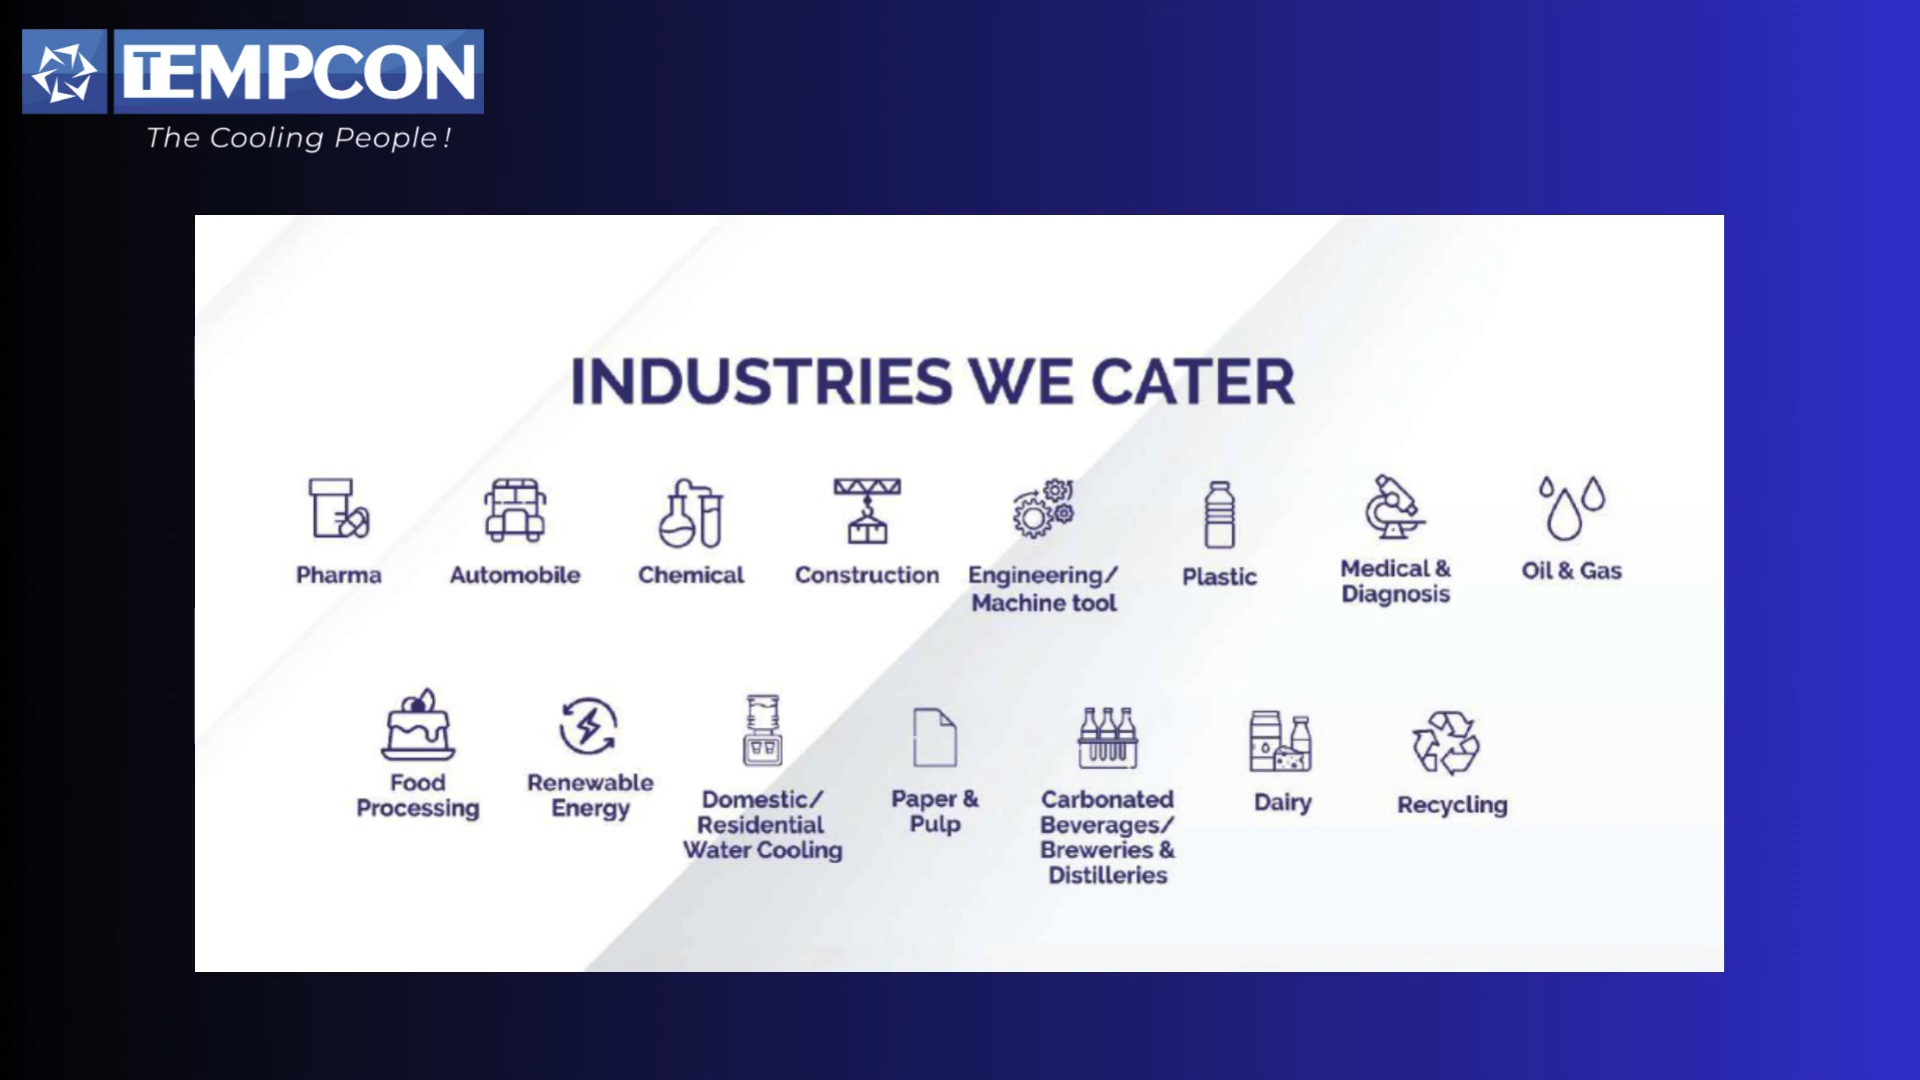 TEMPCON
The Cooling People!
INDUSTRIES WE CATER
Pharma
Automobile
Chemical
Construction
Engineering/
Machine tool
Plastic
Medical &
Diagnosis
Oil & Gas
Food
Processing
Renewable
Energy
Domestic/
Residential
Water Cooling
Paper &
Pulp
Carbonated
Beverages/
Breweries &
Distilleries
Dairy
Recycling